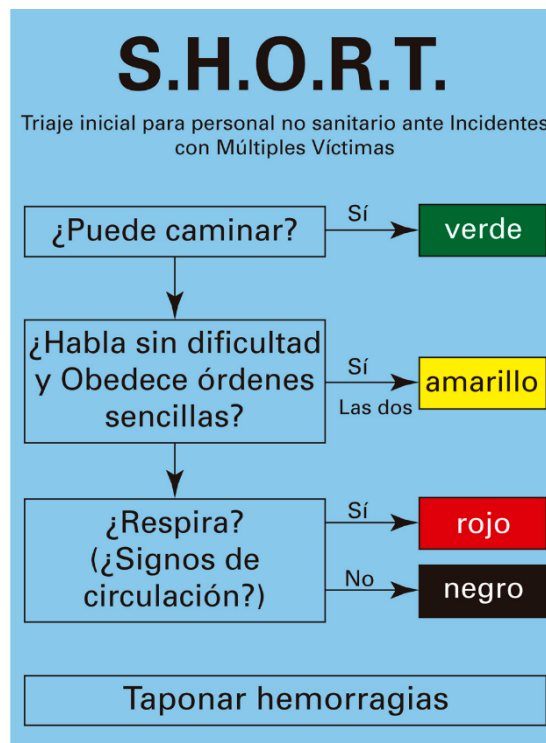 S.H.O.R.T.
Triaje inicial para personal no sanitario ante Incidentes
con Múltiples Víctimas
¿Puede caminar?
Sí
verde
¿Habla sin dificultad
y Obedece órdenes
sencillas?
Sí
Las dos
amarillo
¿Respira?
(¿Signos de
circulación?)
Sí
rojo
No
negro
Taponar hemorragias